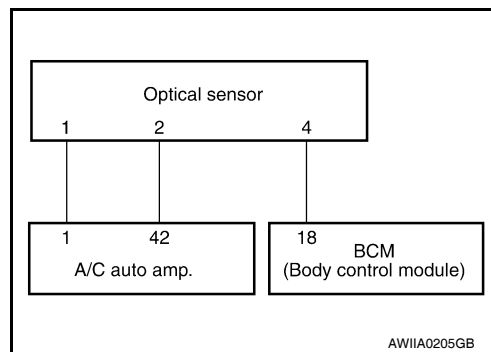 Optical sensor
1 2 4
1 42 18
A/C auto amp.
BCM
(Body control module)
AWIIA0205GB